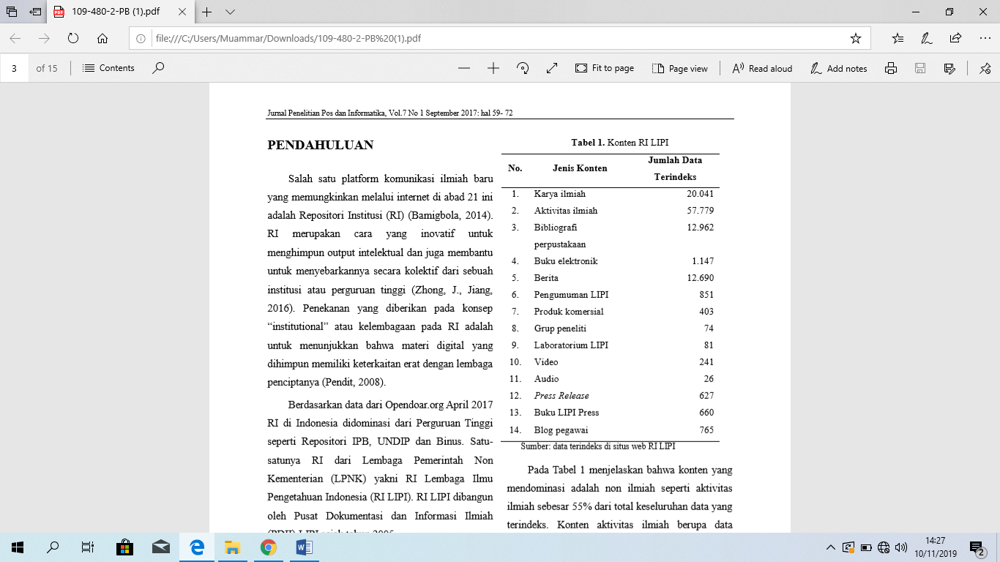 109-480-2-PB (1).pdf
file:///C:/Users/Muammar/Downloads/109-480-2-PB%20(1).pdf
3 of 15 Contents Fit to page Page view Read aloud Add notes
Jurnal Penelitian Pos dan Informatika, Vol.7 No 1 September 2017: hal 59- 72
PENDAHULUAN
Salah satu platform komunikasi ilmiah baru
yang memungkinkan melalui internet di abad 21 ini
adalah Repositori Institusi (RI) (Bamigbola, 2014).
RI merupakan cara yang inovatif untuk
menghimpun output intelektual dan juga membantu
untuk menyebarkannya secara kolektif dari sebuah
institusi atau perguruan tinggi (Zhong, J., Jiang,
2016). Penekanan yang diberikan pada konsep
“institutional” atau kelembagaan pada RI adalah
untuk menunjukkan bahwa materi digital yang
dihimpun memiliki keterkaitan erat dengan lembaga
penciptanya (Pendit, 2008).
Berdasarkan data dari Opendoar.org April 2017
RI di Indonesia didominasi dari Perguruan Tinggi
seperti Repositori IPB, UNDIP dan Binus. Satu-
satunya RI dari Lembaga Pemerintah Non
Kementerian (LPNK) yakni RI Lembaga Ilmu
Pengetahuan Indonesia (RI LIPI). RI LIPI dibangun
oleh Pusat Dokumentasi dan Informasi Ilmiah
(PDII) LIPI sejak tahun 2005
Tabel 1. Konten RI LIPI
No. Jenis Konten Jumlah Data
Terindeks
1. Karya ilmiah 20.041
2. Aktivitas ilmiah 57.779
3. Bibliografi 12.962
perpustakaan
4. Buku elektronik 1.147
5. Berita 12.690
6. Pengumuman LIPI 851
7. Produk komersial 403
8. Grup peneliti 74
9. Laboratorium LIPI 81
10. Video 241
11. Audio 26
12. Press Release 627
13. Buku LIPI Press 660
14. Blog pegawai 765
Sumber: data terindeks di situs web RI LIPI
Pada Tabel 1 menjelaskan bahwa konten yang
mendominasi adalah non ilmiah seperti aktivitas
ilmiah sebesar 55% dari total keseluruhan data yang
terindeks. Konten aktivitas ilmiah berupa data
14:27
10/11/2019
2